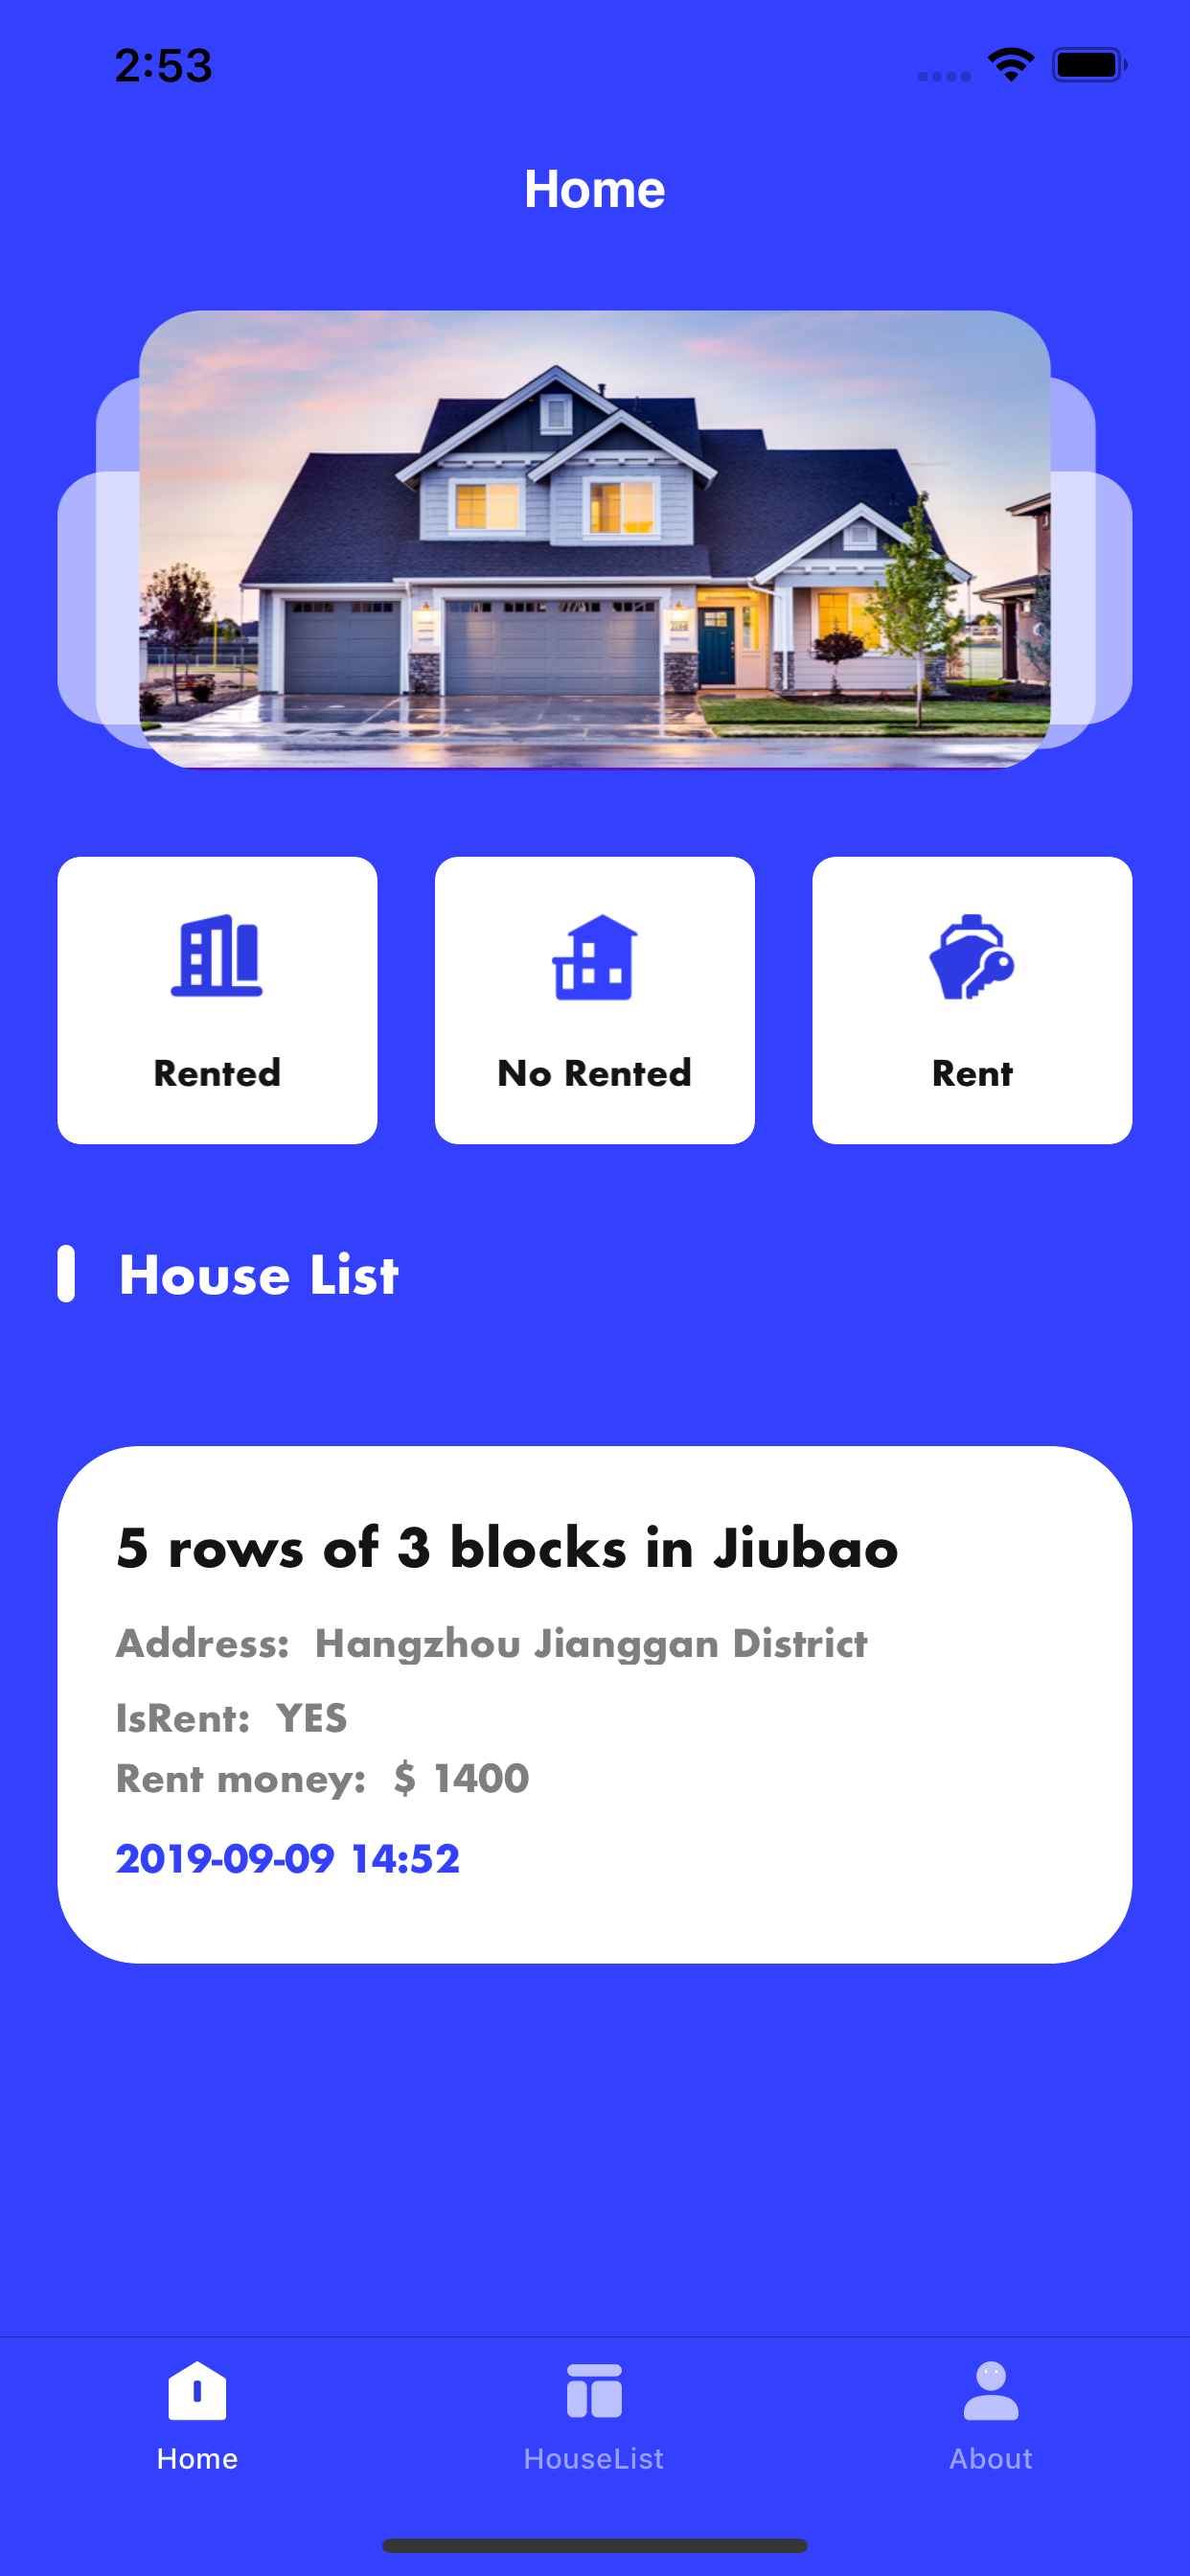 2:53
Home
Rented
No Rented
Rent
House List
5 rows of 3 blocks in Jiubao
Address:  Hangzhou Jianggan District
IsRent:  YES
Rent money:  $ 1400
2019-09-09 14:52
Home
HouseList
About